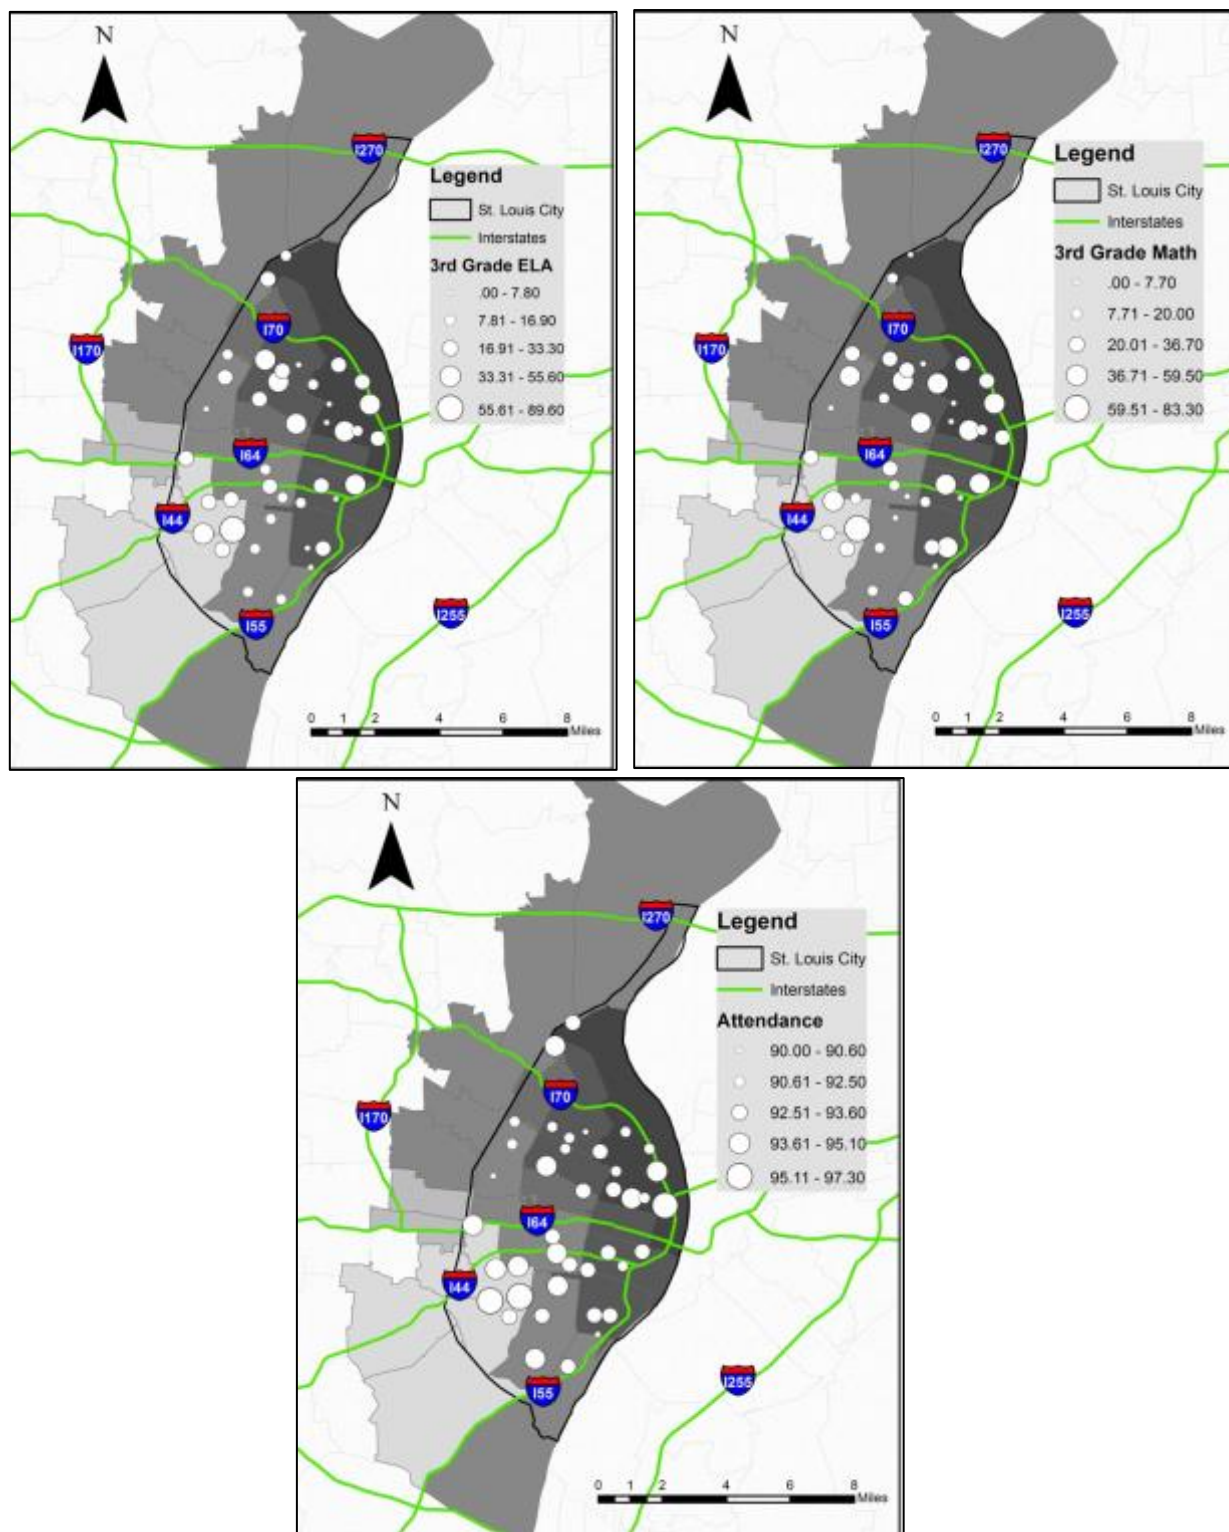 N
I270
Legend
St. Louis City
Interstates
3rd Grade ELA
.00 - 7.80
7.81 - 16.90
16.91 - 33.30
33.31 - 55.60
55.61 - 89.60
I70
I170
I64
I44
I255
I55
0 1 2 4 6 8
Miles
N
I270
Legend
St. Louis City
Interstates
3rd Grade Math
.00 - 7.70
7.71 - 20.00
20.01 - 36.70
36.71 - 59.50
59.51 - 83.30
I70
I170
I64
I44
I255
I55
0 1 2 4 6 8
Miles
N
I270
Legend
St. Louis City
Interstates
Attendance
90.00 - 90.60
90.61 - 92.50
92.51 - 93.60
93.61 - 95.10
95.11 - 97.30
I70
I170
I64
I44
I255
I55
0 1 2 4 6 8
Miles